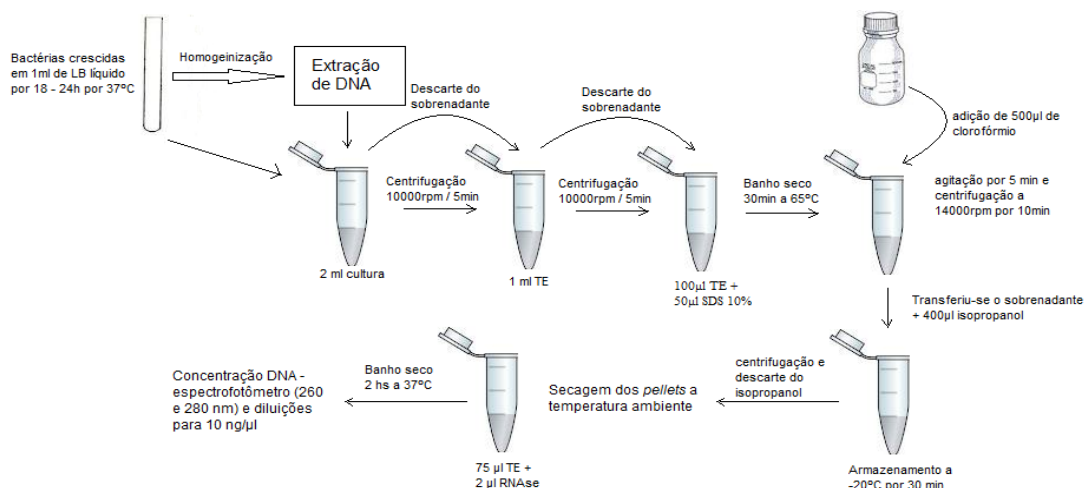 Bactérias crescidas
em 1ml de LB líquido
por 18 - 24h por 37ºC
Homogeinização
Extração
de DNA
Descarte do
sobrenadante
Descarte do
sobrenadante
adição de 500µl de
clorofórmio
Centrifugação
10000rpm / 5min
Centrifugação
10000rpm / 5min
Banho seco
30min a 65ºC
agitação por 5 min e
centrifugação a
14000rpm por 10min
2 ml cultura
1 ml TE
100µl TE +
50µl SDS 10%
Transferiu-se o sobrenadante
+ 400µl isopropanol
Concentração DNA -
espectrofotômetro (260
e 280 nm) e diluições
para 10 ng/µl
Banho seco
2 hs a 37ºC
Secagem dos pellets a
temperatura ambiente
centrifugação e
descarte do
isopropanol
75 µl TE +
2 µl RNAse
Armazenamento a
-20ºC por 30 min